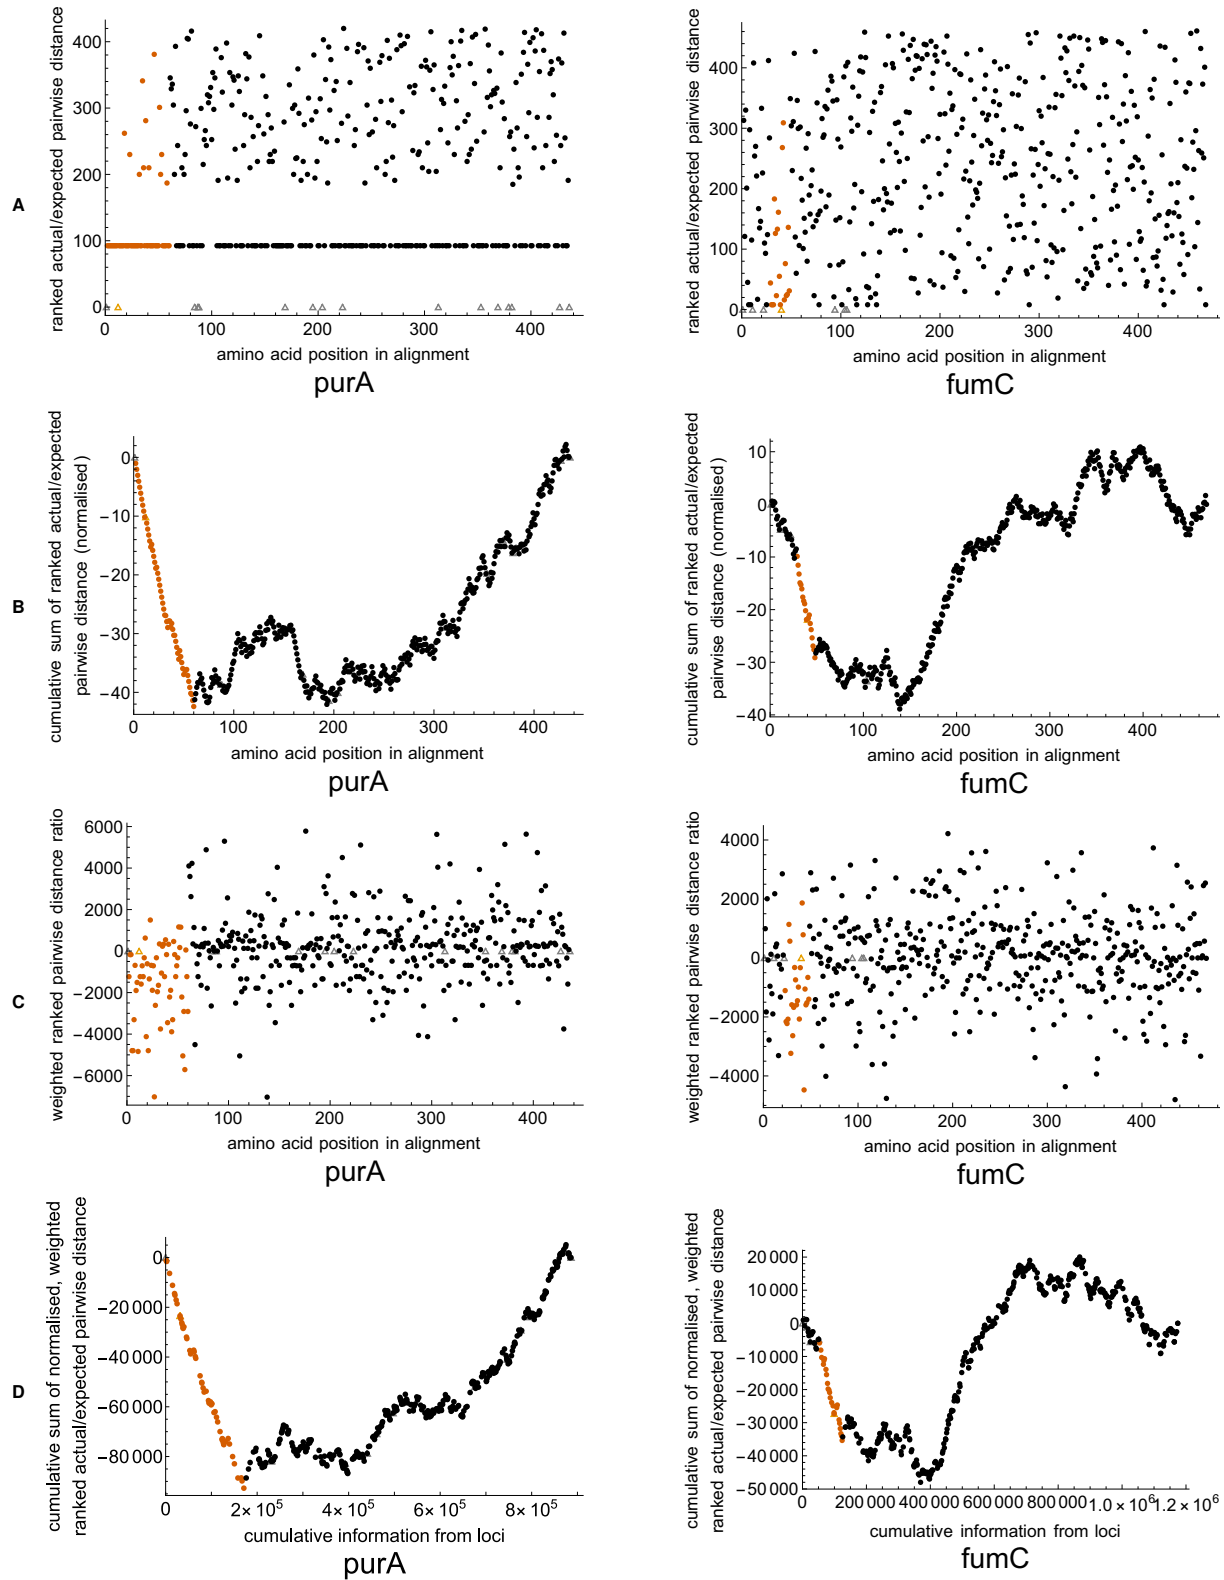 A
ranked actual/expected pairwise distance
400
300
200
100
0
0
100
200
300
400
amino acid position in alignment
purA
ranked actual/expected pairwise distance
400
300
200
100
0
0
100
200
300
400
amino acid position in alignment
fumC
B
cumulative sum of ranked actual/expected
pairwise distance (normalised)
0
−10
−20
−30
−40
0
100
200
300
400
amino acid position in alignment
purA
cumulative sum of ranked actual/expected
pairwise distance (normalised)
10
0
−10
−20
−30
−40
0
100
200
300
400
amino acid position in alignment
fumC
C
weighted ranked pairwise distance ratio
6000
4000
2000
0
−2000
−4000
−6000
0
100
200
300
400
amino acid position in alignment
purA
weighted ranked pairwise distance ratio
4000
2000
0
−2000
−4000
0
100
200
300
400
amino acid position in alignment
fumC
D
cumulative sum of normalised, weighted
ranked actual/expected pairwise distance
0
−20 000
−40 000
−60 000
−80 000
0
2×10⁵
4×10⁵
6×10⁵
8×10⁵
cumulative information from loci
purA
cumulative sum of normalised, weighted
ranked actual/expected pairwise distance
20 000
10 000
0
−10 000
−20 000
−30 000
−40 000
−50 000
0
200 000
400 000
600 000
800 000
1.0×10⁶
1.2×10⁶
cumulative information from loci
fumC